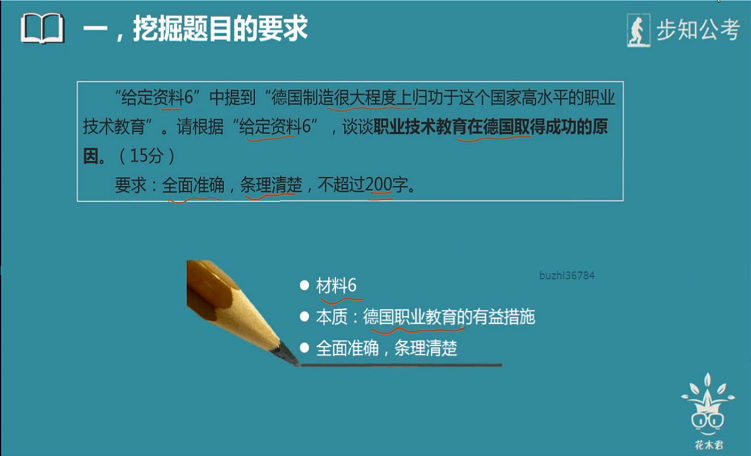 一，挖掘题目的要求
步知公考
“给定资料6”中提到“德国制造很大程度上归功于这个国家高水平的职业
技术教育”。请根据“给定资料6”，谈谈职业技术教育在德国取得成功的原
因。（15分）
要求：全面准确，条理清楚，不超过200字。
buzhi36784
材料6
本质：德国职业教育的有益措施
全面准确，条理清楚
花木君